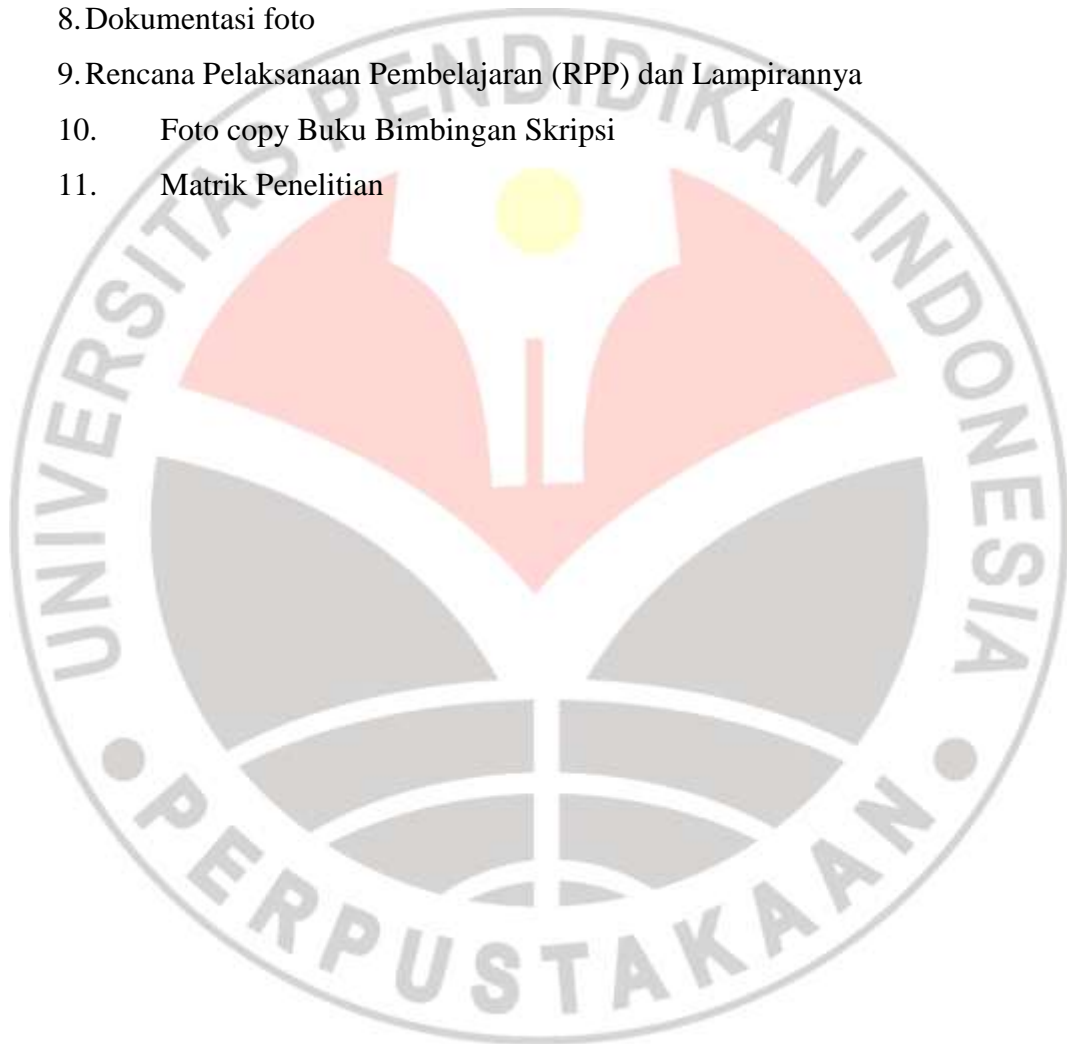 8. Dokumentasi foto
9. Rencana Pelaksanaan Pembelajaran (RPP) dan Lampirannya
10. Foto copy Buku Bimbingan Skripsi
11. Matrik Penelitian
UNIVERSITAS PENDIDIKAN INDONESIA
PERPUSTAKAAN